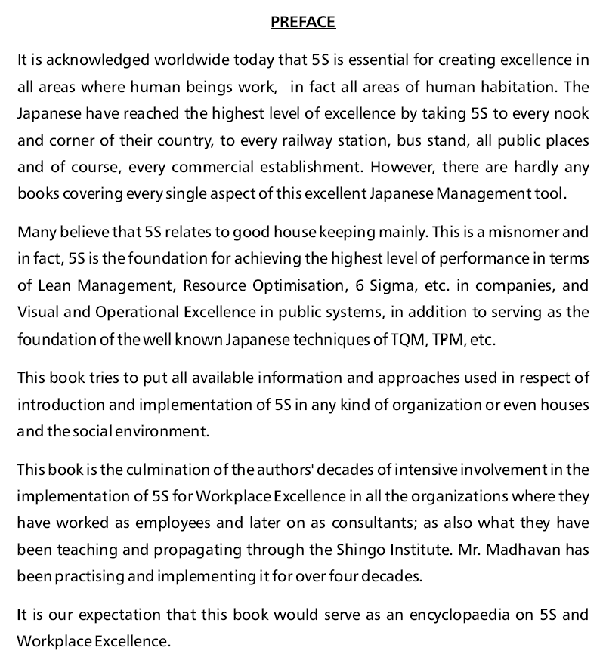 PREFACE
It is acknowledged worldwide today that 5S is essential for creating excellence in
all areas where human beings work, in fact all areas of human habitation. The
Japanese have reached the highest level of excellence by taking 5S to every nook
and corner of their country, to every railway station, bus stand, all public places
and of course, every commercial establishment. However, there are hardly any
books covering every single aspect of this excellent Japanese Management tool.
Many believe that 5S relates to good house keeping mainly. This is a misnomer and
in fact, 5S is the foundation for achieving the highest level of performance in terms
of Lean Management, Resource Optimisation, 6 Sigma, etc. in companies, and
Visual and Operational Excellence in public systems, in addition to serving as the
foundation of the well known Japanese techniques of TQM, TPM, etc.
This book tries to put all available information and approaches used in respect of
introduction and implementation of 5S in any kind of organization or even houses
and the social environment.
This book is the culmination of the authors' decades of intensive involvement in the
implementation of 5S for Workplace Excellence in all the organizations where they
have worked as employees and later on as consultants; as also what they have
been teaching and propagating through the Shingo Institute. Mr. Madhavan has
been practising and implementing it for over four decades.
It is our expectation that this book would serve as an encyclopaedia on 5S and
Workplace Excellence.